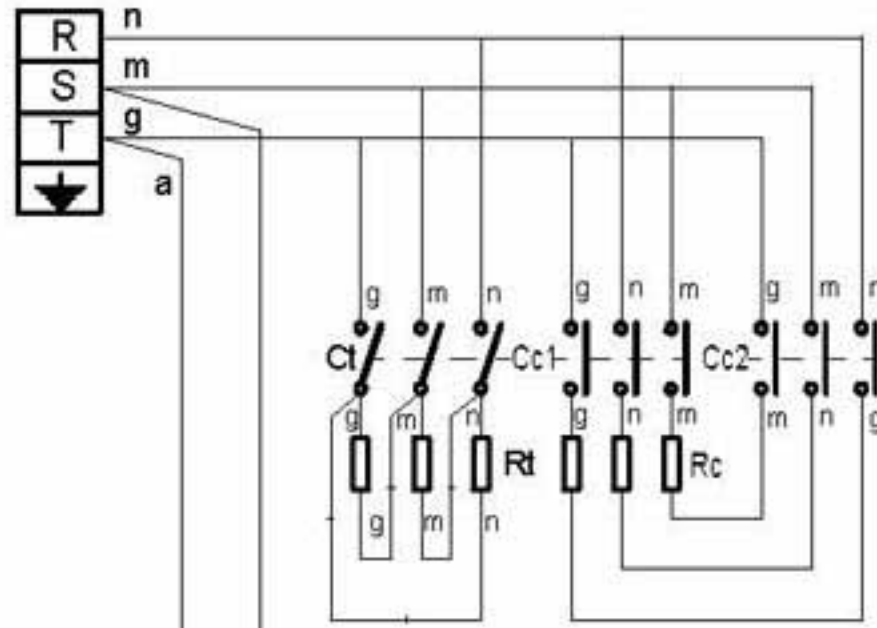 R n
S m
T g
a
g m n g n m g m n
Ct Cc1 Cc2
g m n g n m m n g
Rt Rc
g m n